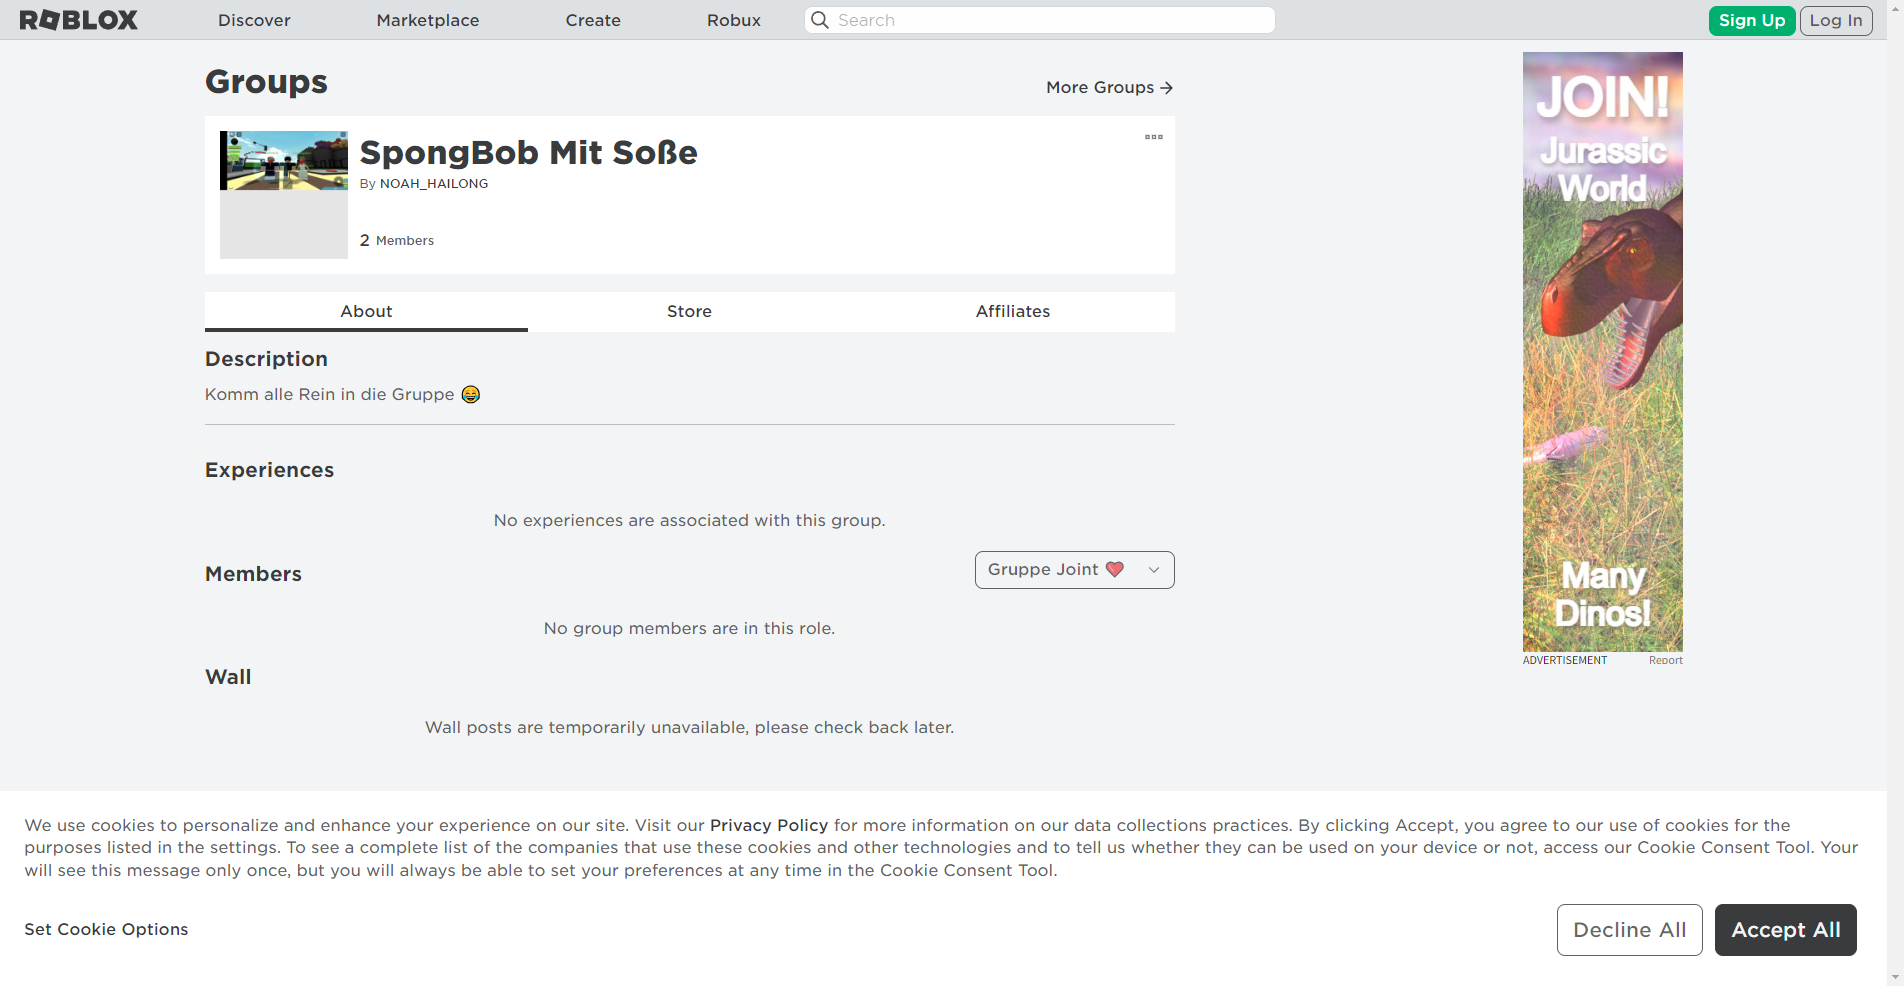 ROBLOX Discover Marketplace Create Robux Search Sign Up Log In
Groups
More Groups →
SpongBob Mit Soße
By NOAH_HAILONG
2 Members
About Store Affiliates
Description
Komm alle Rein in die Gruppe 😂
Experiences
No experiences are associated with this group.
Members
Gruppe Joint ❤️
No group members are in this role.
Wall
Wall posts are temporarily unavailable, please check back later.
JOIN!
Jurassic
World
Many
Dinos!
ADVERTISEMENT Report
We use cookies to personalize and enhance your experience on our site. Visit our Privacy Policy for more information on our data collections practices. By clicking Accept, you agree to our use of cookies for the
purposes listed in the settings. To see a complete list of the companies that use these cookies and other technologies and to tell us whether they can be used on your device or not, access our Cookie Consent Tool. Your
will see this message only once, but you will always be able to set your preferences at any time in the Cookie Consent Tool.
Set Cookie Options
Decline All
Accept All